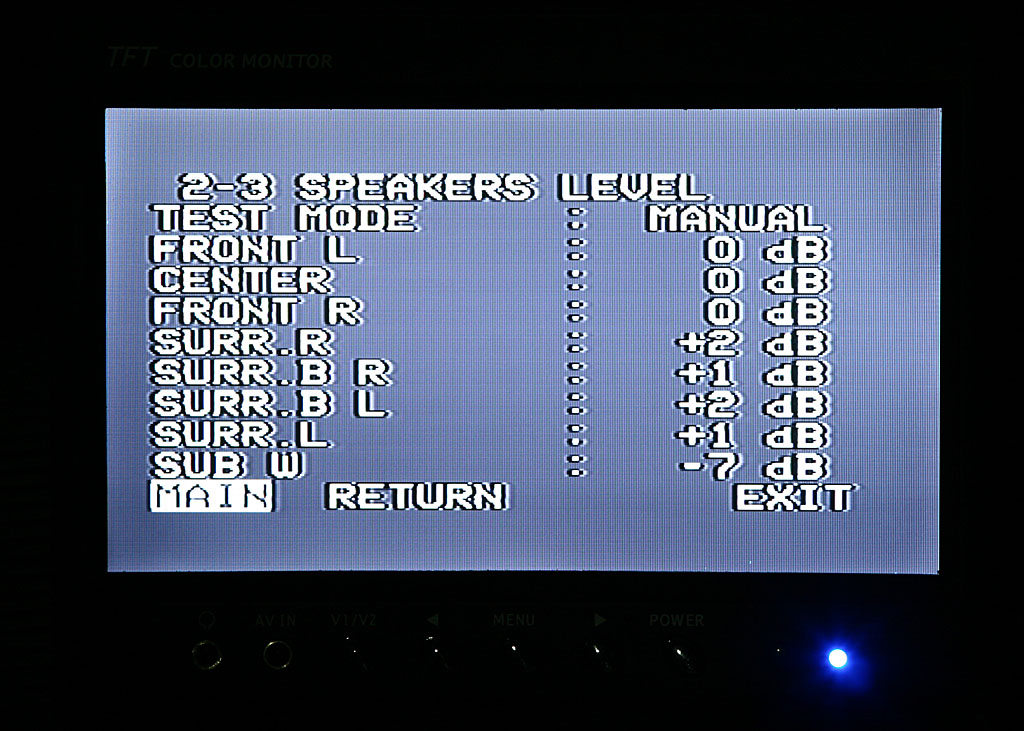 TFT COLOR MONITOR
2-3 SPEAKERS LEVEL
TEST MODE : MANUAL
FRONT L : 0 dB
CENTER : 0 dB
FRONT R : 0 dB
SURR.R : +2 dB
SURR.B R : +1 dB
SURR.B L : +2 dB
SURR.L : +1 dB
SUB W : -7 dB
MAIN RETURN EXIT
AV IN V1/V2 ◀ MENU ▶ POWER